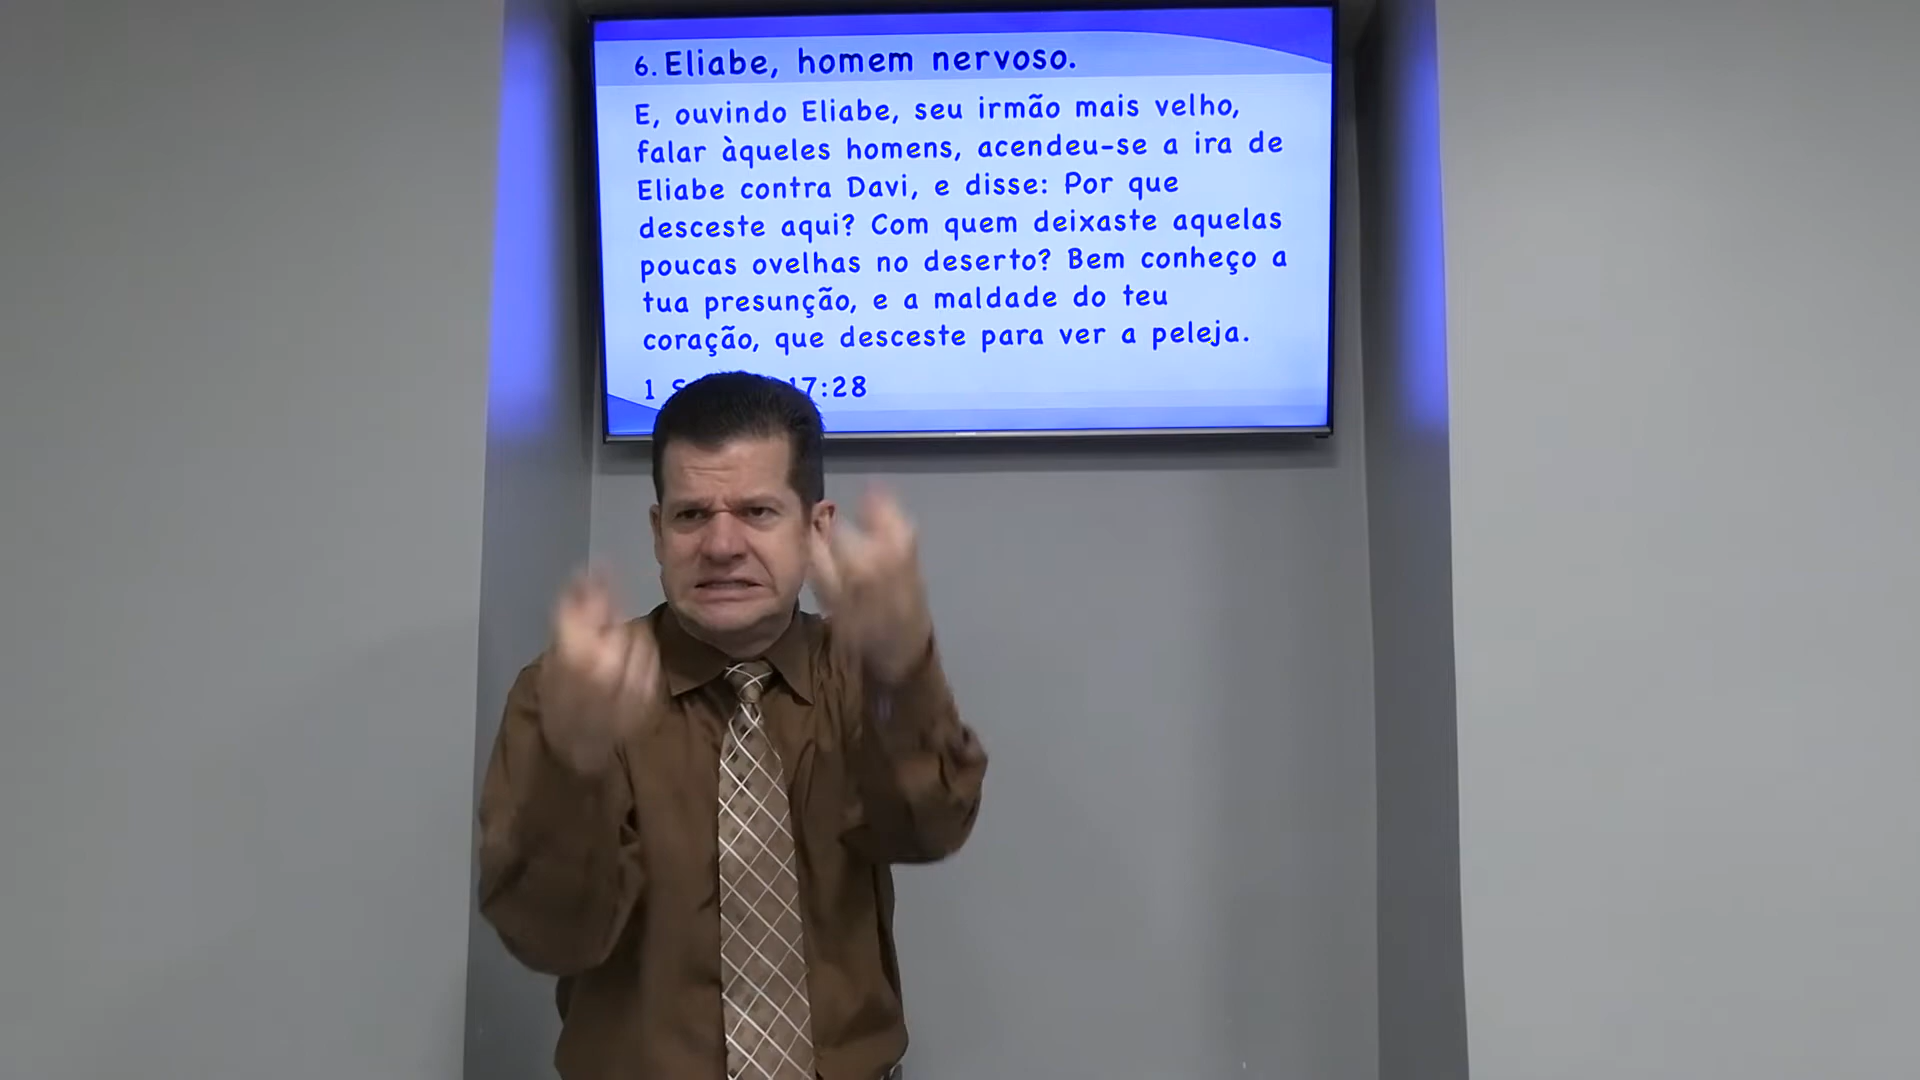 6. Eliabe, homem nervoso.
E, ouvindo Eliabe, seu irmão mais velho,
falar àqueles homens, acendeu-se a ira de
Eliabe contra Davi, e disse: Por que
desceste aqui? Com quem deixaste aquelas
poucas ovelhas no deserto? Bem conheço a
tua presunção, e a maldade do teu
coração, que desceste para ver a peleja.
1 17:28